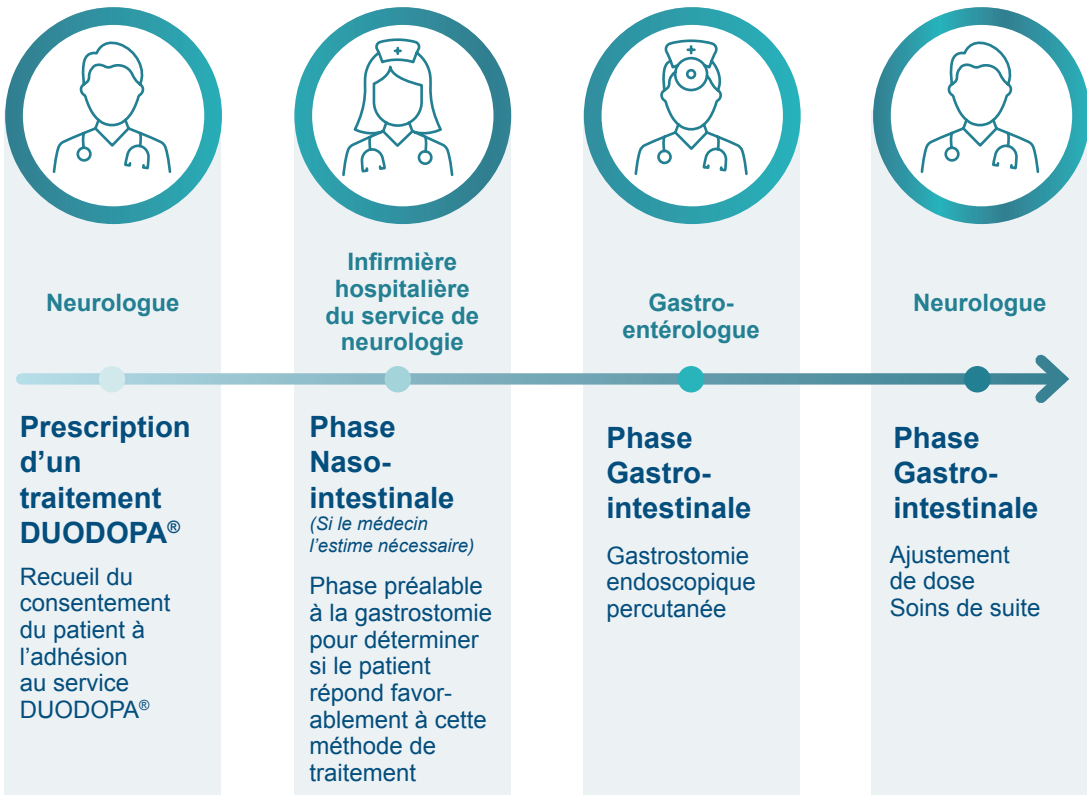 Neurologue
Prescription
d’un
traitement
DUODOPA®
Recueil du
consentement
du patient à
l’adhésion
au service
DUODOPA®
Infirmière
hospitalière
du service de
neurologie
Phase
Naso-
intestinale
(Si le médecin
l’estime nécessaire)
Phase préalable
à la gastrostomie
pour déterminer
si le patient
répond favor-
ablement à cette
méthode de
traitement
Gastro-
entérologue
Phase
Gastro-
intestinale
Gastrostomie
endoscopique
percutanée
Neurologue
Phase
Gastro-
intestinale
Ajustement
de dose
Soins de suite